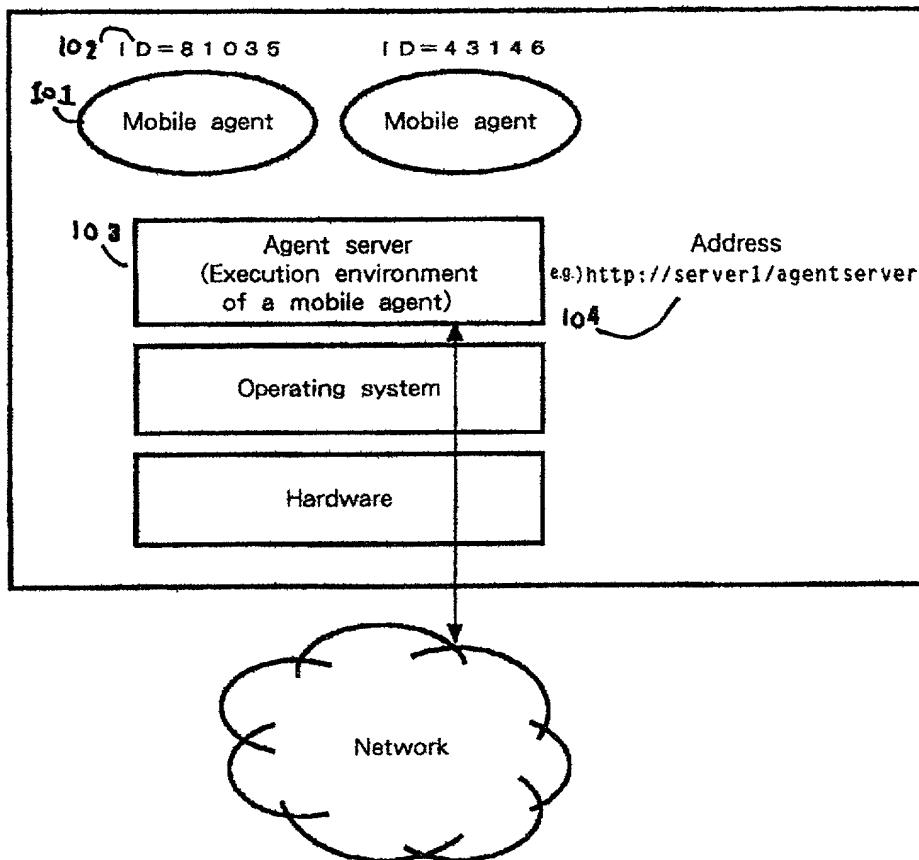 102 ID=81035 ID=43146
101
Mobile agent Mobile agent
103
Agent server
(Execution environment
of a mobile agent)
Address
e.g.)http://server1/agentserver
104
Operating system
Hardware
Network